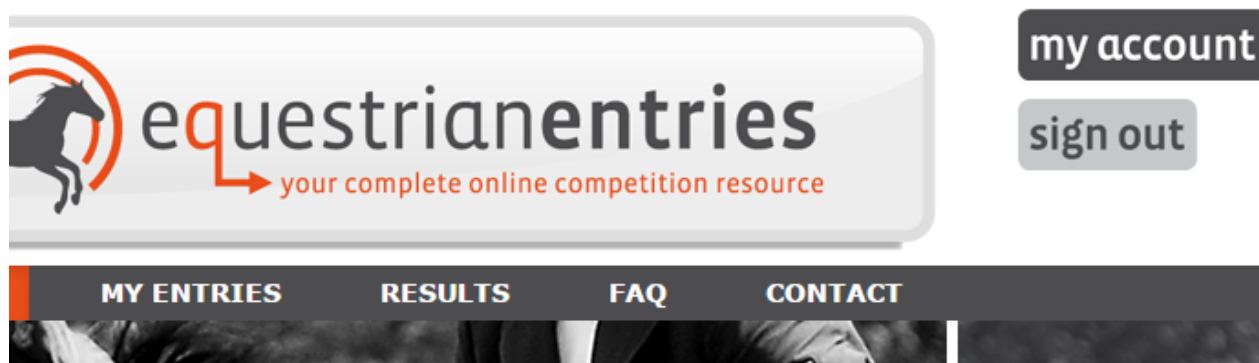 my account
equestrianentries
your complete online competition resource
sign out
MY ENTRIES RESULTS FAQ CONTACT